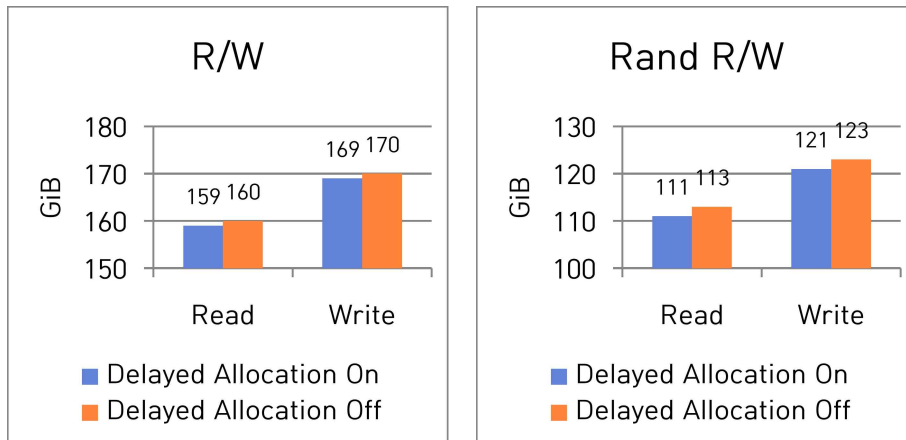 R/W
GiB
180
170
160
150
159 160
169 170
Read Write
Delayed Allocation On
Delayed Allocation Off
Rand R/W
GiB
130
120
110
100
111 113
121 123
Read Write
Delayed Allocation On
Delayed Allocation Off